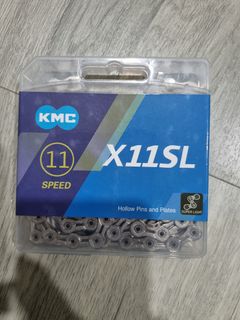 KMC
11
SPEED
X11SL
Hollow Pins and Plates
SUPER LIGHT